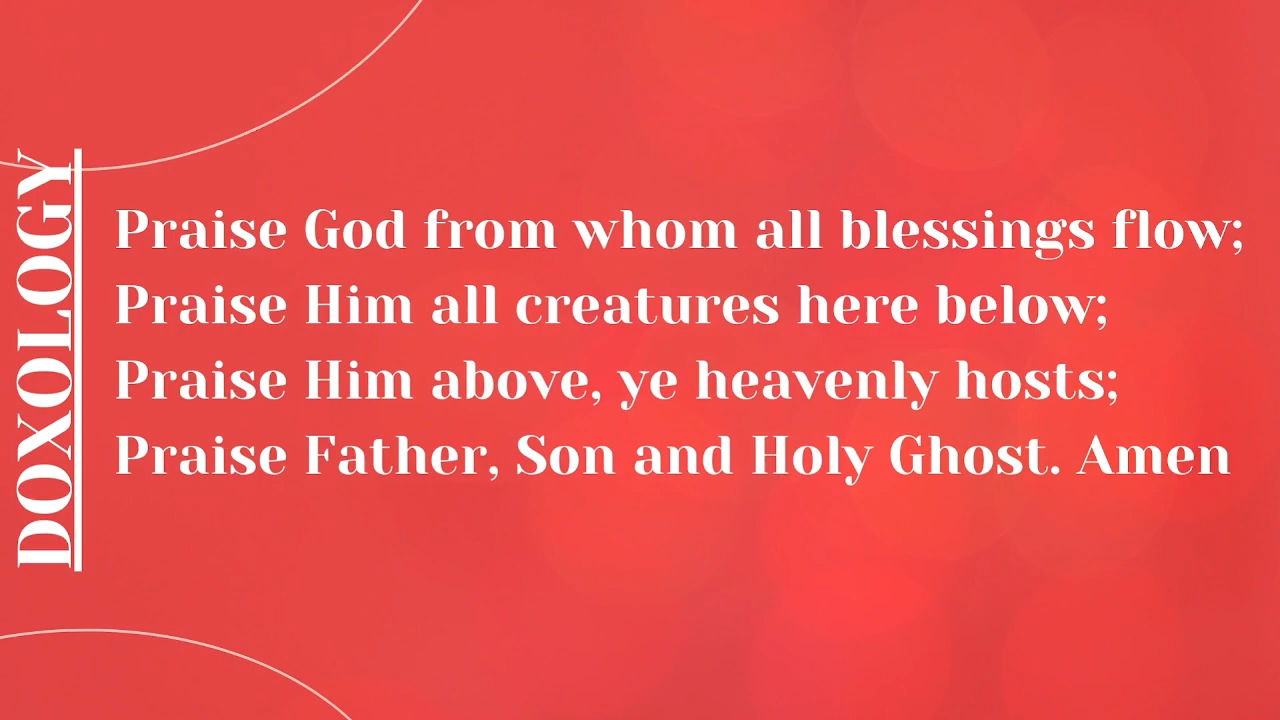 DOXOLOGY
Praise God from whom all blessings flow;
Praise Him all creatures here below;
Praise Him above, ye heavenly hosts;
Praise Father, Son and Holy Ghost. Amen